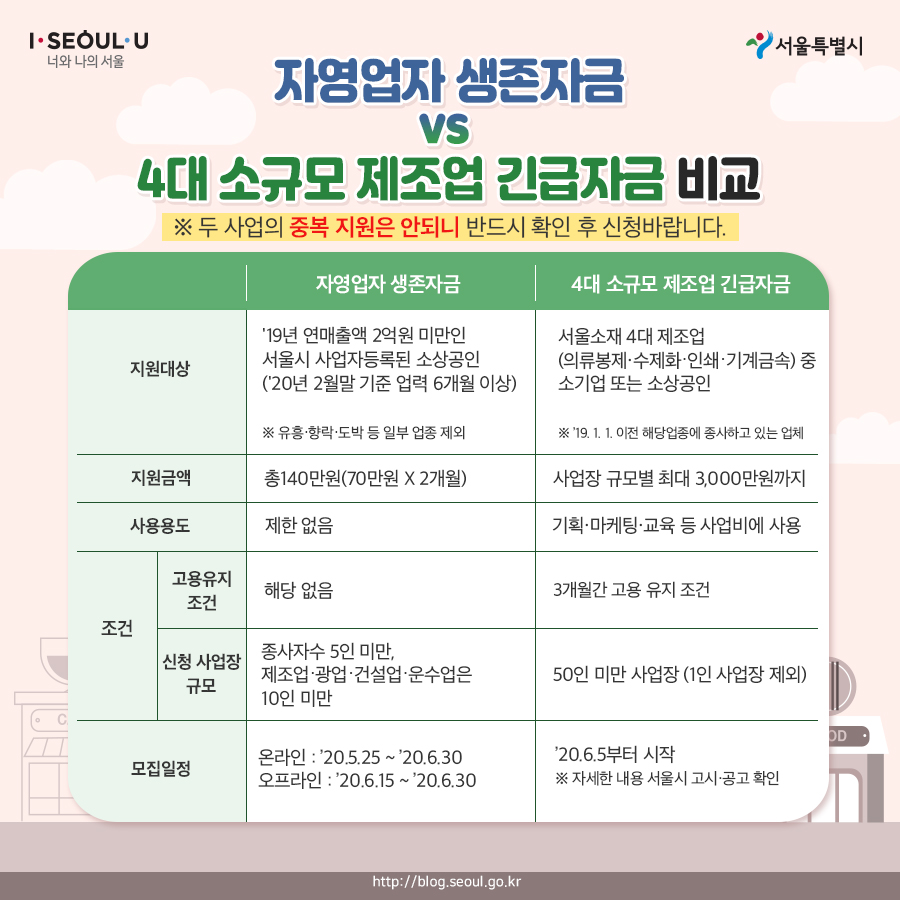 I·SEOUL·U
너와 나의 서울
서울특별시
자영업자 생존자금
vs
4대 소규모 제조업 긴급자금 비교
※ 두 사업의 중복 지원은 안되니 반드시 확인 후 신청바랍니다.
자영업자 생존자금
4대 소규모 제조업 긴급자금
지원대상
'19년 연매출액 2억원 미만인
서울시 사업자등록된 소상공인
('20년 2월말 기준 업력 6개월 이상)
※ 유흥·향락·도박 등 일부 업종 제외
서울소재 4대 제조업
(의류봉제·수제화·인쇄·기계금속) 중
소기업 또는 소상공인
※ '19. 1. 1. 이전 해당업종에 종사하고 있는 업체
지원금액
총140만원(70만원 X 2개월)
사업장 규모별 최대 3,000만원까지
사용용도
제한 없음
기획·마케팅·교육 등 사업비에 사용
조건
고용유지
조건
해당 없음
3개월간 고용 유지 조건
신청 사업장
규모
종사자수 5인 미만,
제조업·광업·건설업·운수업은
10인 미만
50인 미만 사업장 (1인 사업장 제외)
모집일정
온라인 : ’20.5.25 ~ ’20.6.30
오프라인 : ’20.6.15 ~ ’20.6.30
’20.6.5부터 시작
※ 자세한 내용 서울시 고시·공고 확인
http://blog.seoul.go.kr